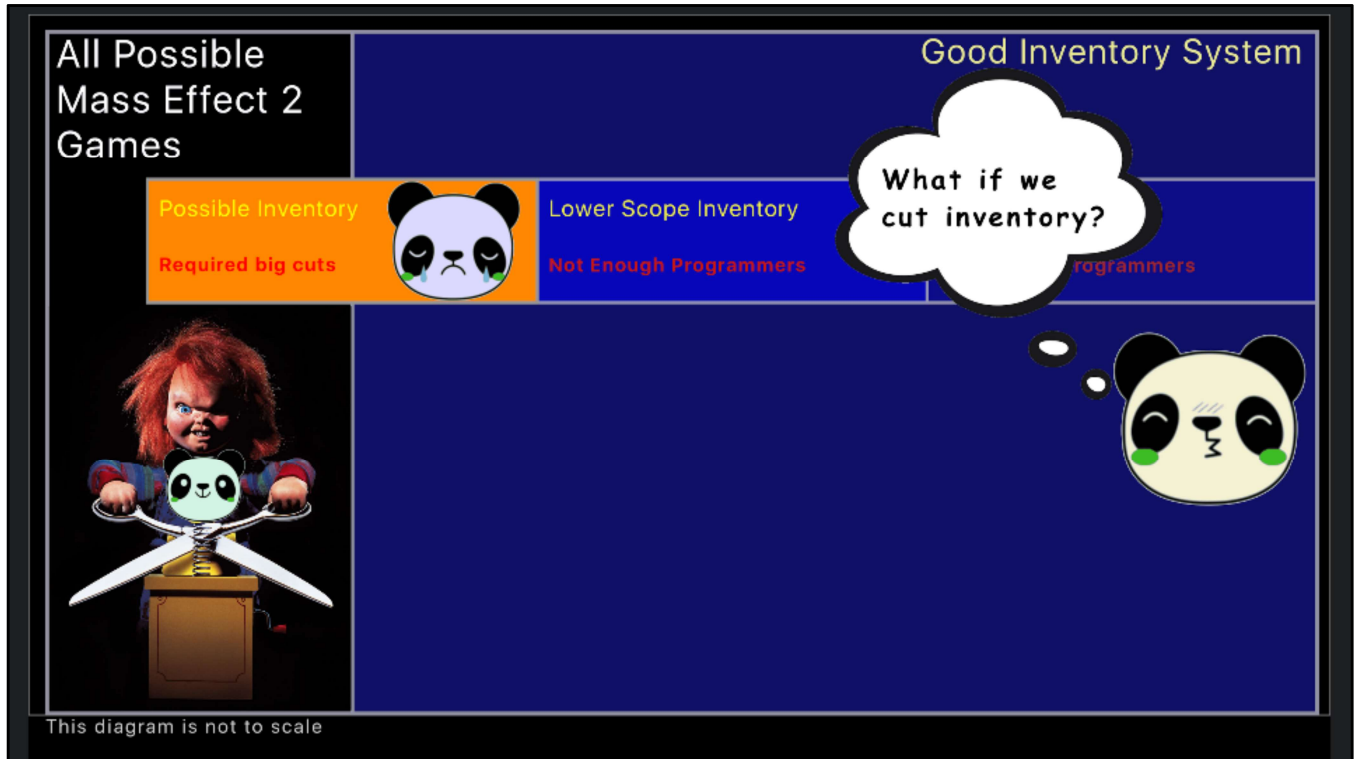 All Possible
Mass Effect 2
Games
Good Inventory System
What if we
cut inventory?
Possible Inventory
Required big cuts
Lower Scope Inventory
Not Enough Programmers
This diagram is not to scale